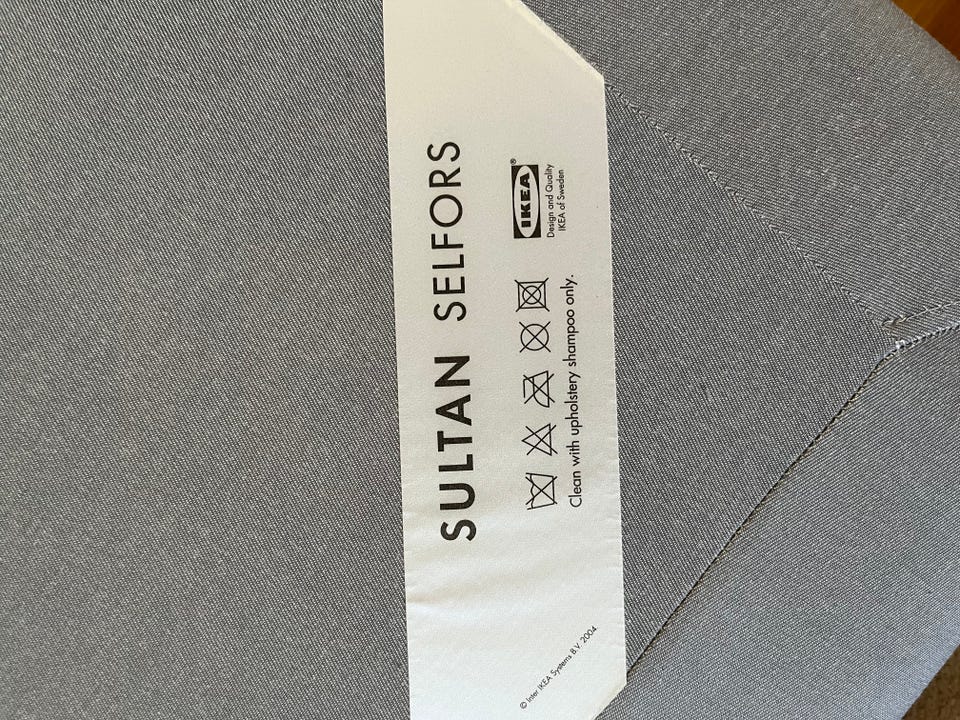 SULTAN SELFORS
IKEA®
Design and Quality
IKEA of Sweden
Clean with upholstery shampoo only.
© Inter IKEA Systems B.V. 2004